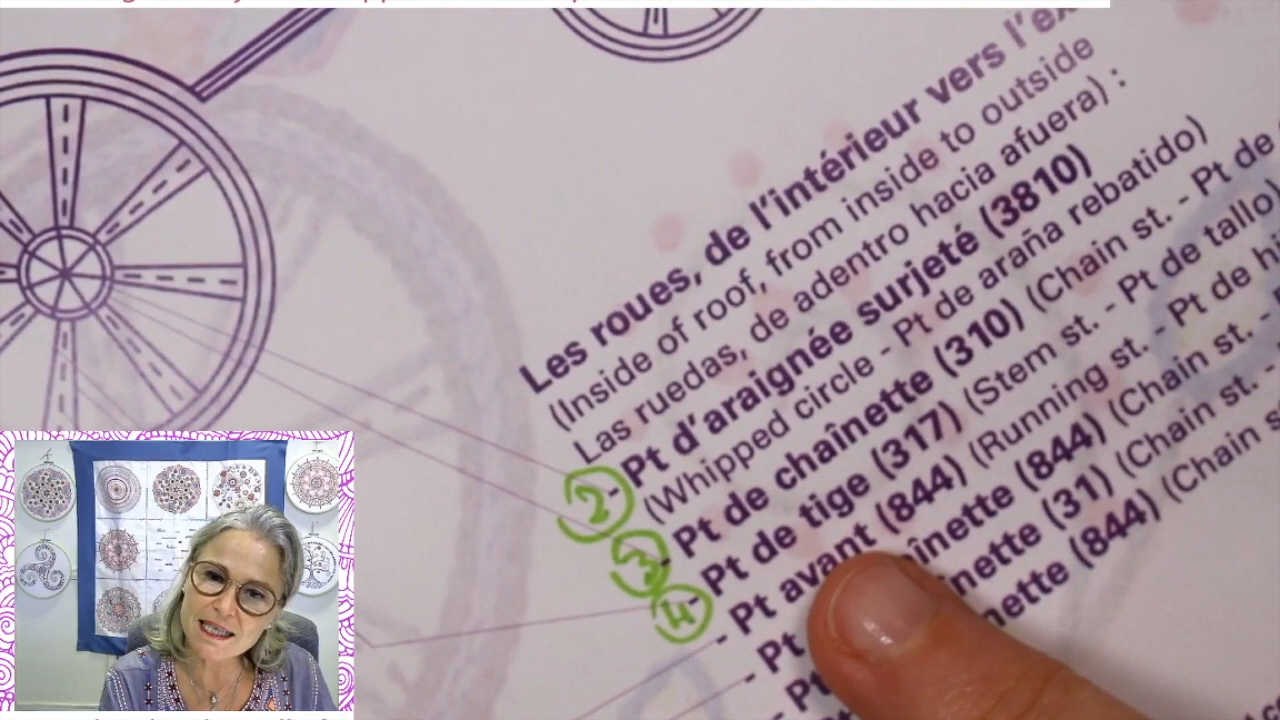 Les roues, de l'intérieur vers l'ex
(Inside of roof, from inside to outside
Las ruedas, de adentro hacia afuera) :
2 - Pt d'araignée surjeté (3810)
(Whipped circle - Pt de araña rebatido)
3 - Pt de chaînette (310) (Chain st. - Pt de
4 - Pt de tige (317) (Stem st. - Pt de tallo)
- Pt avant (844) (Running st. - Pt de hi
- Pt aînette (844) (Chain st. -
- Pt nette (31) (Chain st. -
nette (844) (Chain s